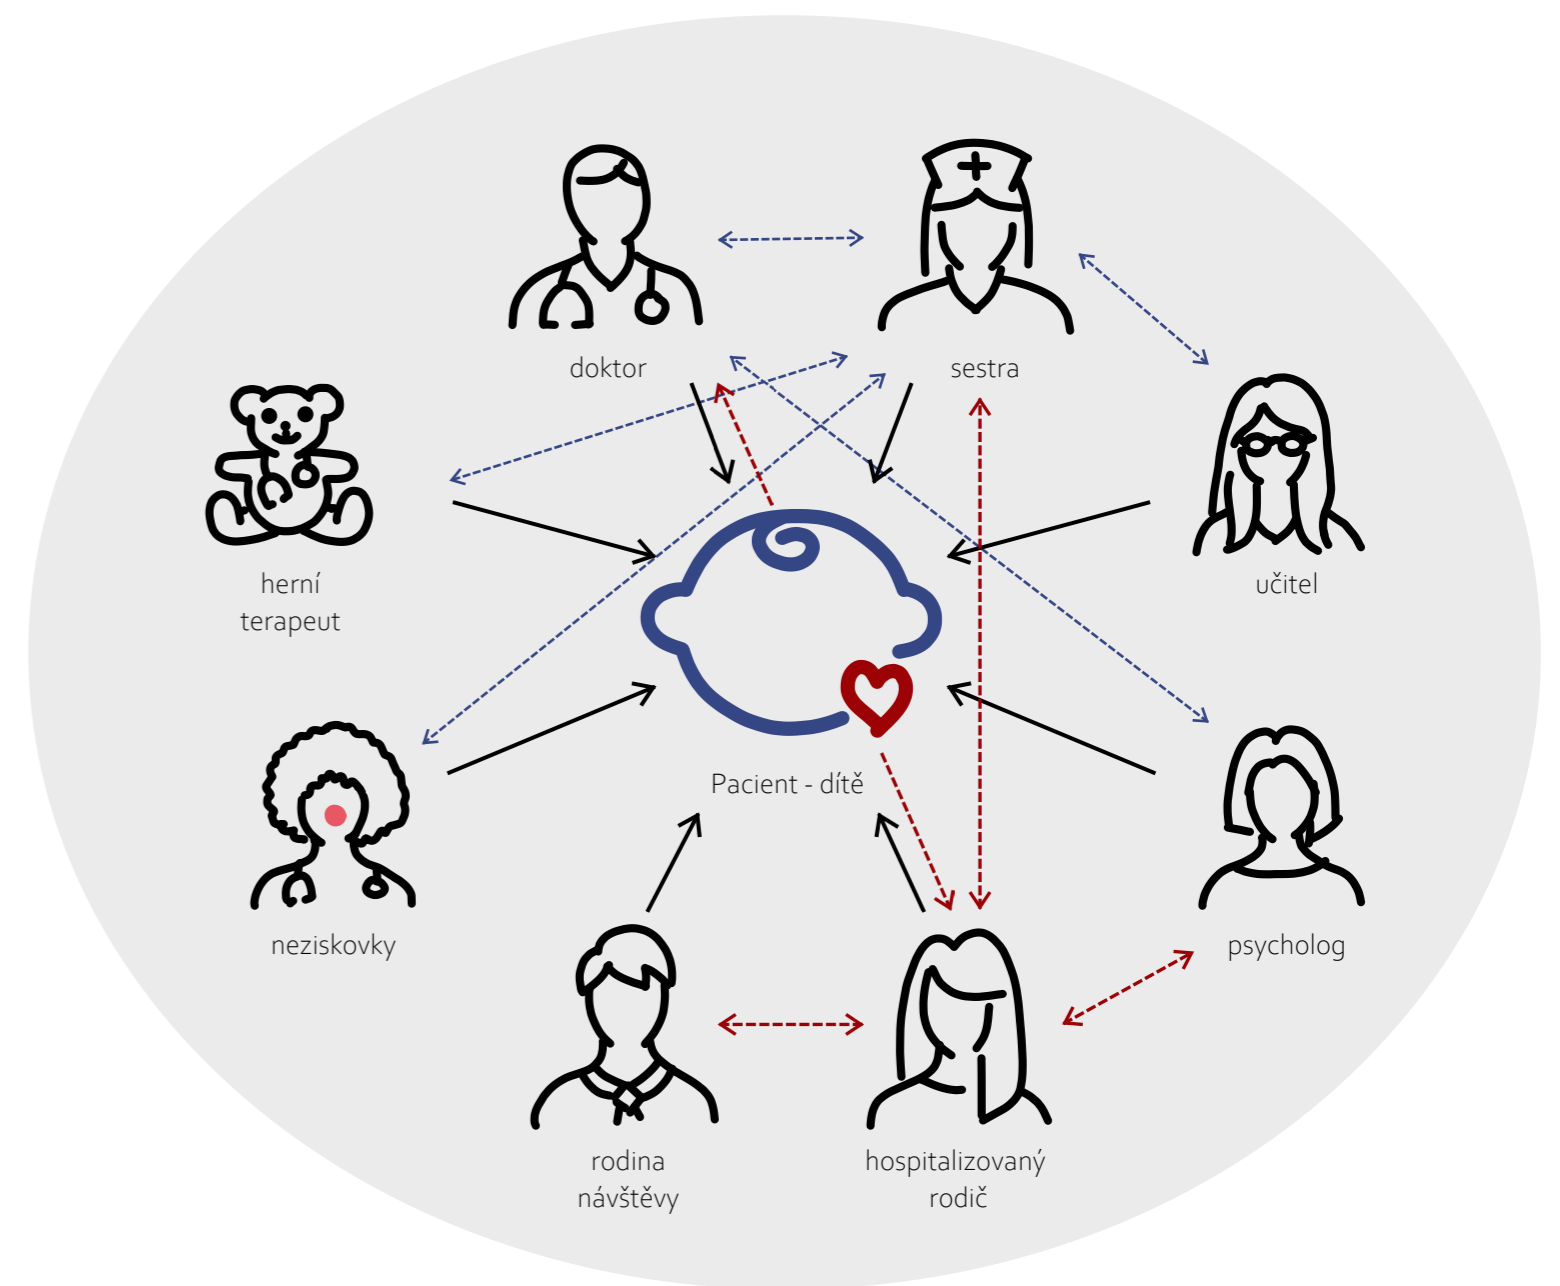 doktor
sestra
herní
terapeut
učitel
Pacient - dítě
neziskovky
psycholog
rodina
návštěvy
hospitalizovaný
rodič